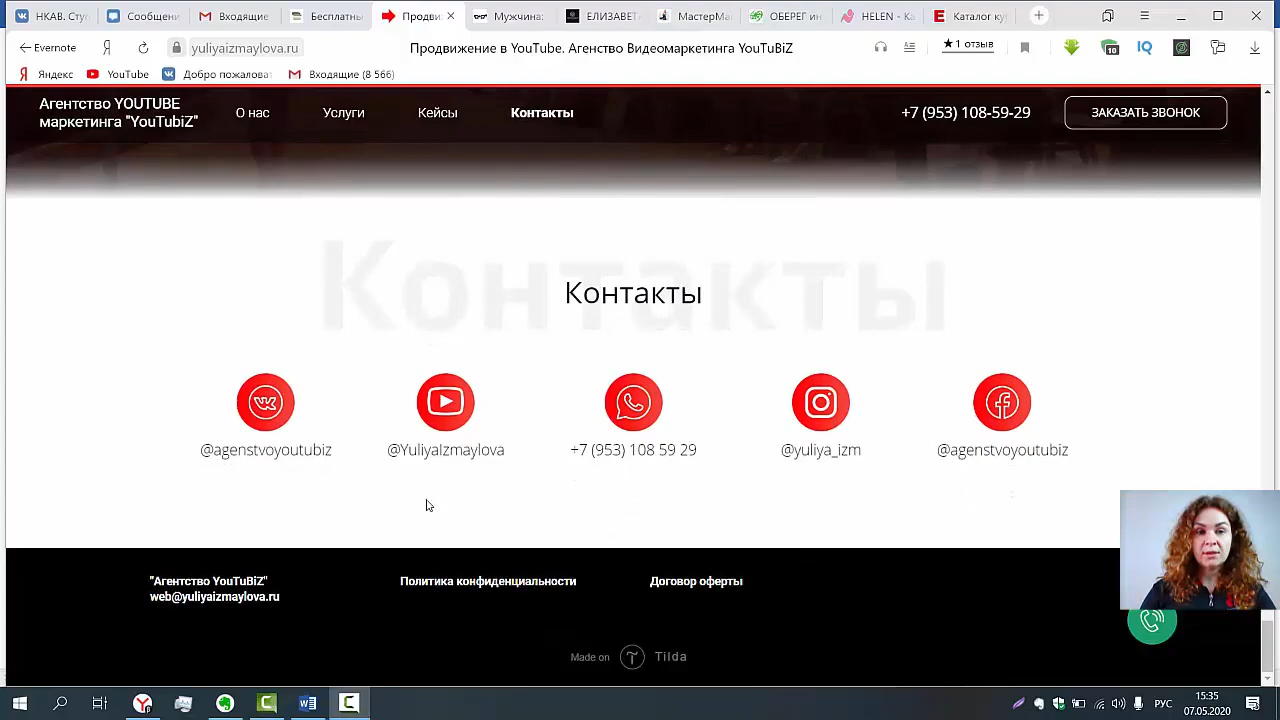 НКАВ. Сту
Сообщени
Входящие
Бесплатны
Продви
Мужчина:
ЕЛИЗАВЕТ
МастерМа
ОБЕРЕГ ин
HELEN - Ка
Каталог ку
Evernote
yuliyaizmaylova.ru
Продвижение в YouTube. Агенство Видеомаркетинга YouTuBiZ
★1 отзыв
10
IQ
Яндекс
YouTube
Добро пожалова
Входящие (8 566)
Агентство YOUTUBE
маркетинга "YouTubiZ"
О нас
Услуги
Кейсы
Контакты
+7 (953) 108-59-29
ЗАКАЗАТЬ ЗВОНОК
Контакты
Контакты
@agenstvoyoutubiz
@YuliyaIzmaylova
+7 (953) 108 59 29
@yuliya_izm
@agenstvoyoutubiz
"Агентство YouTuBiZ"
web@yuliyaizmaylova.ru
Политика конфиденциальности
Договор оферты
Made on
Tilda
РУС
15:35
07.05.2020